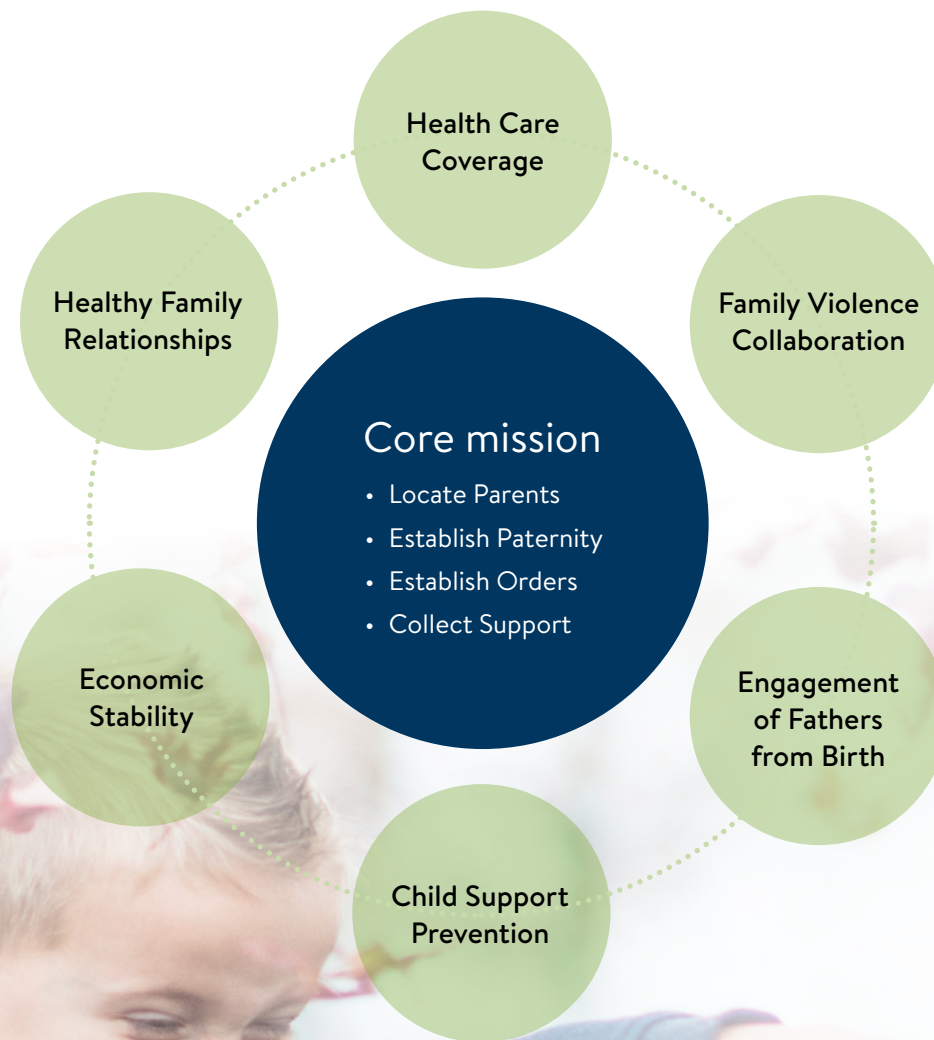 Health Care
Coverage
Healthy Family
Relationships
Family Violence
Collaboration
Core mission
• Locate Parents
• Establish Paternity
• Establish Orders
• Collect Support
Economic
Stability
Engagement
of Fathers
from Birth
Child Support
Prevention